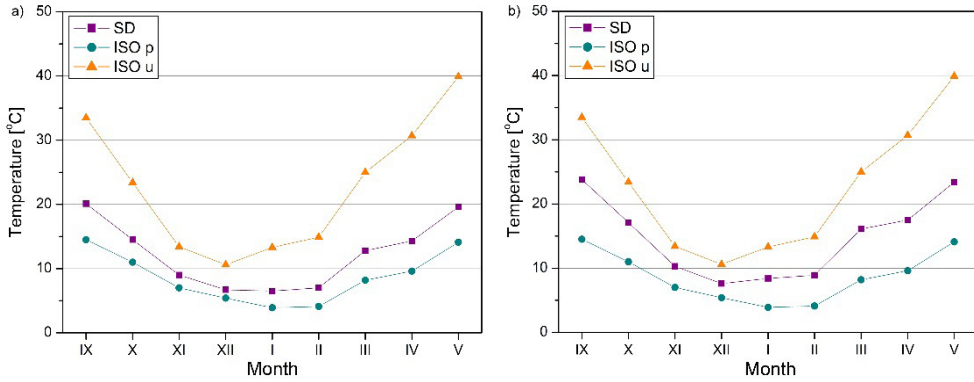 a)
50
40
30
20
10
0
Temperature [°C]
SD
ISO p
ISO u
IX X XI XII I II III IV V
Month
b)
50
40
30
20
10
0
Temperature [°C]
SD
ISO p
ISO u
IX X XI XII I II III IV V
Month